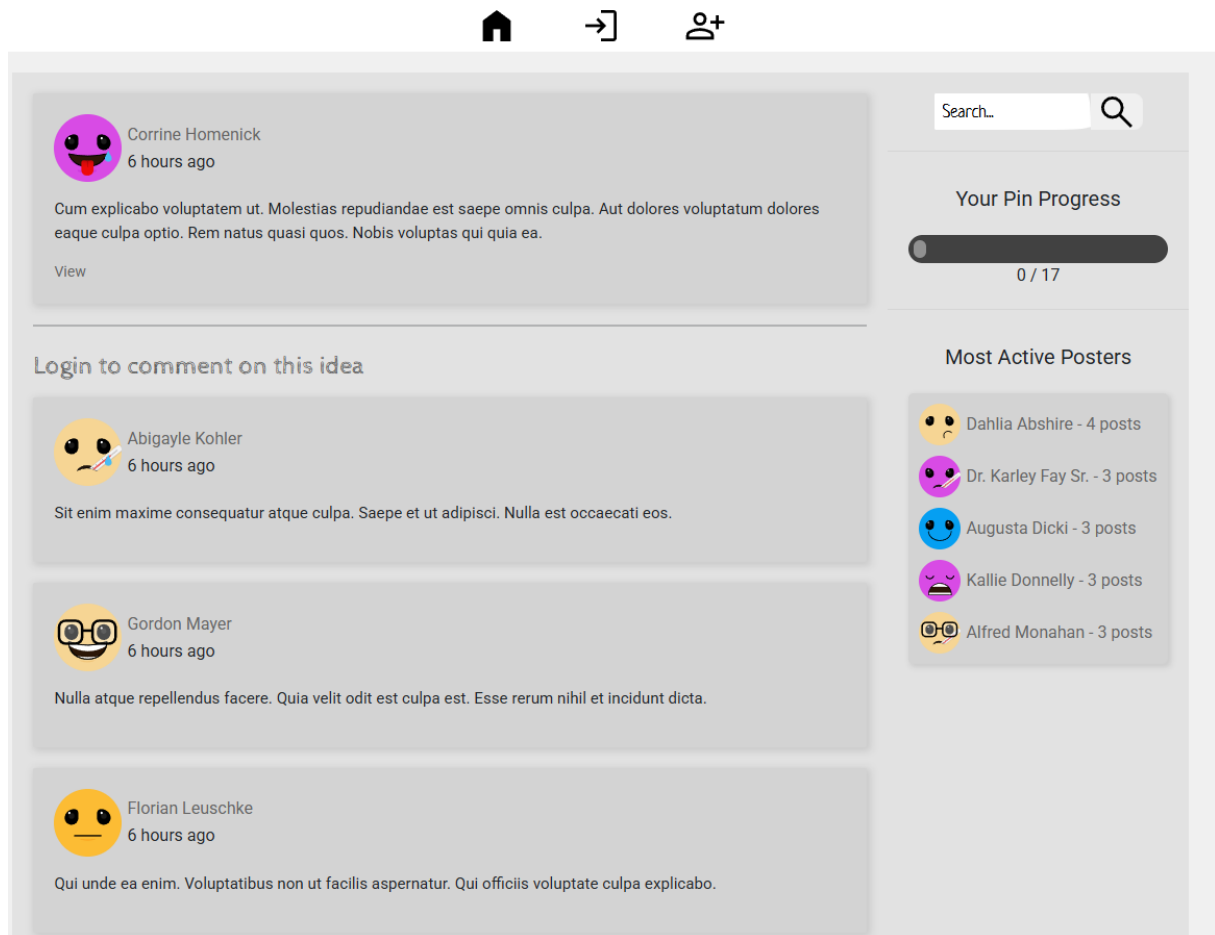 Corrine Homenick
6 hours ago
Cum explicabo voluptatem ut. Molestias repudiandae est saepe omnis culpa. Aut dolores voluptatum dolores
eaque culpa optio. Rem natus quasi quos. Nobis voluptas qui quia ea.
View
Login to comment on this idea
Abigayle Kohler
6 hours ago
Sit enim maxime consequatur atque culpa. Saepe et ut adipisci. Nulla est occaecati eos.
Gordon Mayer
6 hours ago
Nulla atque repellendus facere. Quia velit odit est culpa est. Esse rerum nihil et incidunt dicta.
Florian Leuschke
6 hours ago
Qui unde ea enim. Voluptatibus non ut facilis aspernatur. Qui officiis voluptate culpa explicabo.
Search...
Your Pin Progress
0 / 17
Most Active Posters
Dahlia Abshire - 4 posts
Dr. Karley Fay Sr. - 3 posts
Augusta Dicki - 3 posts
Kallie Donnelly - 3 posts
Alfred Monahan - 3 posts